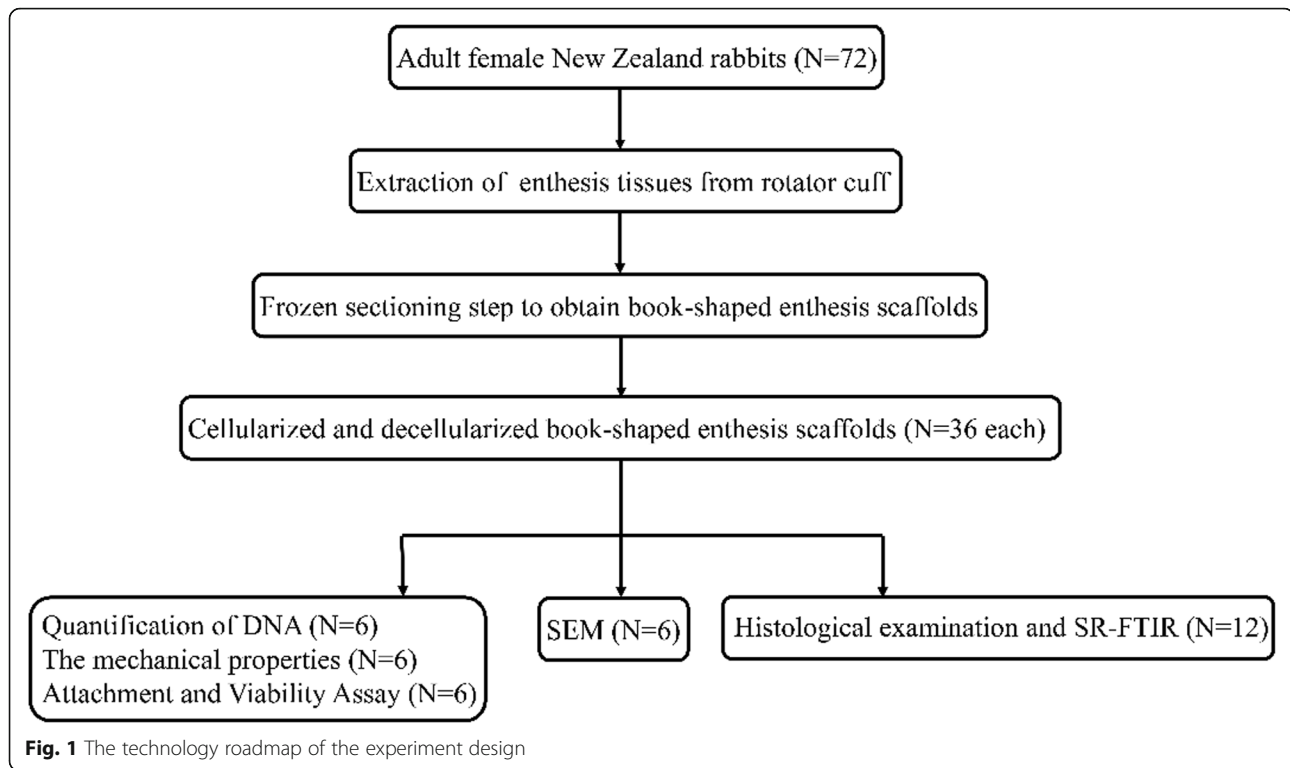 Adult female New Zealand rabbits (N=72)
Extraction of enthesis tissues from rotator cuff
Frozen sectioning step to obtain book-shaped enthesis scaffolds
Cellularized and decellularized book-shaped enthesis scaffolds (N=36 each)
Quantification of DNA (N=6)
The mechanical properties (N=6)
Attachment and Viability Assay (N=6)
SEM (N=6)
Histological examination and SR-FTIR (N=12)
Fig. 1 The technology roadmap of the experiment design